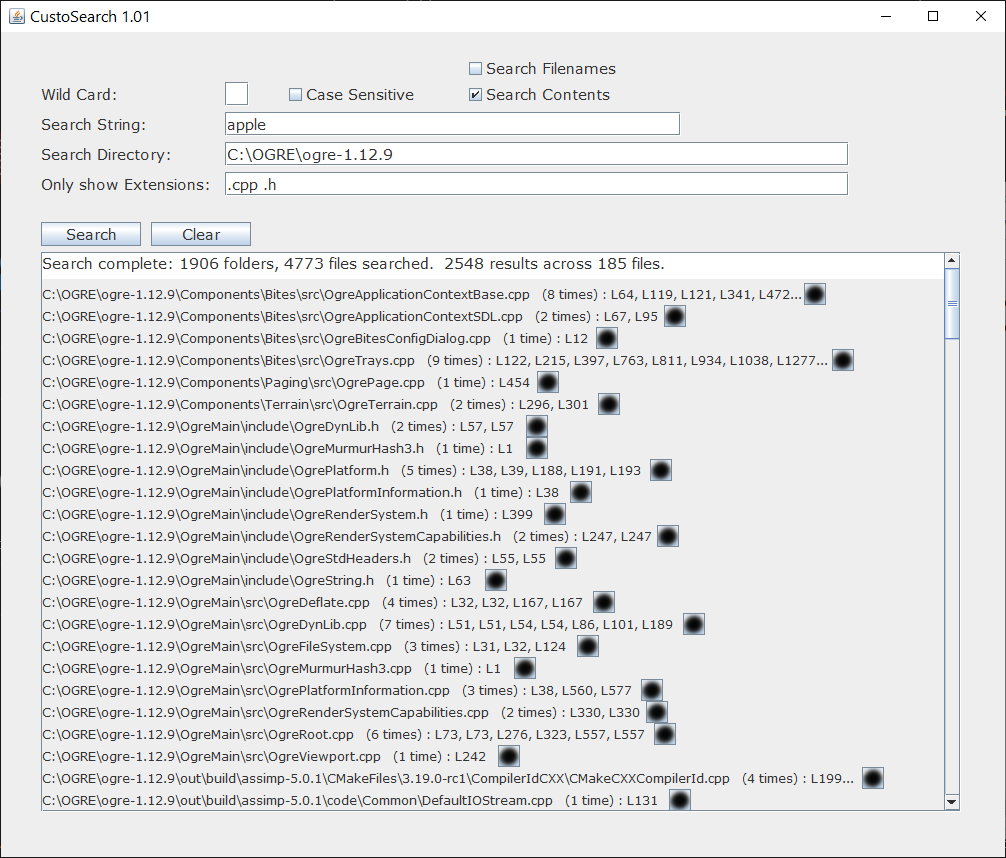 CustoSearch 1.01
Search Filenames
Wild Card: Case Sensitive Search Contents
Search String: apple
Search Directory: C:\OGRE\ogre-1.12.9
Only show Extensions: .cpp .h
Search Clear
Search complete: 1906 folders, 4773 files searched.  2548 results across 185 files.
C:\OGRE\ogre-1.12.9\Components\Bites\src\OgreApplicationContextBase.cpp   (8 times) : L64, L119, L121, L341, L472...
C:\OGRE\ogre-1.12.9\Components\Bites\src\OgreApplicationContextSDL.cpp   (2 times) : L67, L95
C:\OGRE\ogre-1.12.9\Components\Bites\src\OgreBitesConfigDialog.cpp   (1 time) : L12
C:\OGRE\ogre-1.12.9\Components\Bites\src\OgreTrays.cpp   (9 times) : L122, L215, L397, L763, L811, L934, L1038, L1277...
C:\OGRE\ogre-1.12.9\Components\Paging\src\OgrePage.cpp   (1 time) : L454
C:\OGRE\ogre-1.12.9\Components\Terrain\src\OgreTerrain.cpp   (2 times) : L296, L301
C:\OGRE\ogre-1.12.9\OgreMain\include\OgreDynLib.h   (2 times) : L57, L57
C:\OGRE\ogre-1.12.9\OgreMain\include\OgreMurmurHash3.h   (1 time) : L1
C:\OGRE\ogre-1.12.9\OgreMain\include\OgrePlatform.h   (5 times) : L38, L39, L188, L191, L193
C:\OGRE\ogre-1.12.9\OgreMain\include\OgrePlatformInformation.h   (1 time) : L38
C:\OGRE\ogre-1.12.9\OgreMain\include\OgreRenderSystem.h   (1 time) : L399
C:\OGRE\ogre-1.12.9\OgreMain\include\OgreRenderSystemCapabilities.h   (2 times) : L247, L247
C:\OGRE\ogre-1.12.9\OgreMain\include\OgreStdHeaders.h   (2 times) : L55, L55
C:\OGRE\ogre-1.12.9\OgreMain\include\OgreString.h   (1 time) : L63
C:\OGRE\ogre-1.12.9\OgreMain\src\OgreDeflate.cpp   (4 times) : L32, L32, L167, L167
C:\OGRE\ogre-1.12.9\OgreMain\src\OgreDynLib.cpp   (7 times) : L51, L51, L54, L54, L86, L101, L189
C:\OGRE\ogre-1.12.9\OgreMain\src\OgreFileSystem.cpp   (3 times) : L31, L32, L124
C:\OGRE\ogre-1.12.9\OgreMain\src\OgreMurmurHash3.cpp   (1 time) : L1
C:\OGRE\ogre-1.12.9\OgreMain\src\OgrePlatformInformation.cpp   (3 times) : L38, L560, L577
C:\OGRE\ogre-1.12.9\OgreMain\src\OgreRenderSystemCapabilities.cpp   (2 times) : L330, L330
C:\OGRE\ogre-1.12.9\OgreMain\src\OgreRoot.cpp   (6 times) : L73, L73, L276, L323, L557, L557
C:\OGRE\ogre-1.12.9\OgreMain\src\OgreViewport.cpp   (1 time) : L242
C:\OGRE\ogre-1.12.9\out\build\assimp-5.0.1\CMakeFiles\3.19.0-rc1\CompilerIdCXX\CMakeCXXCompilerId.cpp   (4 times) : L199...
C:\OGRE\ogre-1.12.9\out\build\assimp-5.0.1\code\Common\DefaultIOStream.cpp   (1 time) : L131